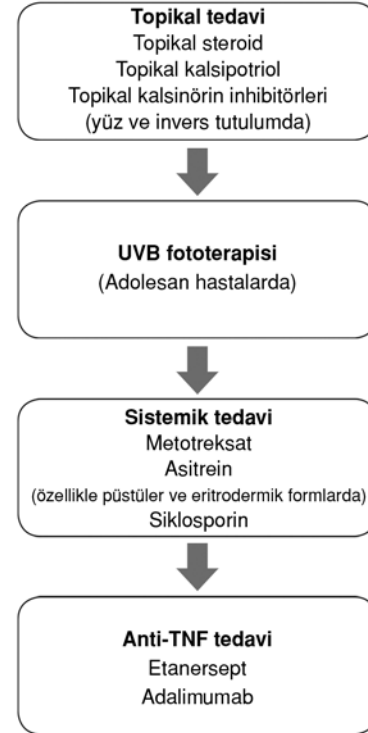 Topikal tedavi
Topikal steroid
Topikal kalsipotriol
Topikal kalsinörin inhibitörleri
(yüz ve invers tutulumda)
UVB fototerapisi
(Adolesan hastalarda)
Sistemik tedavi
Metotreksat
Asitrein
(özellikle püstüler ve eritrodermik formlarda)
Siklosporin
Anti-TNF tedavi
Etanersept
Adalimumab